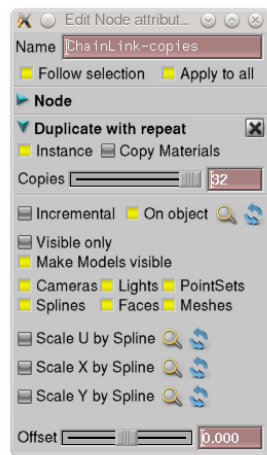 Edit Node attribut...
Name ChainLink-copies
Follow selection Apply to all
Node
Duplicate with repeat
Instance Copy Materials
Copies 32
Incremental On object
Visible only
Make Models visible
Cameras Lights PointSets
Splines Faces Meshes
Scale U by Spline
Scale X by Spline
Scale Y by Spline
Offset 0.000